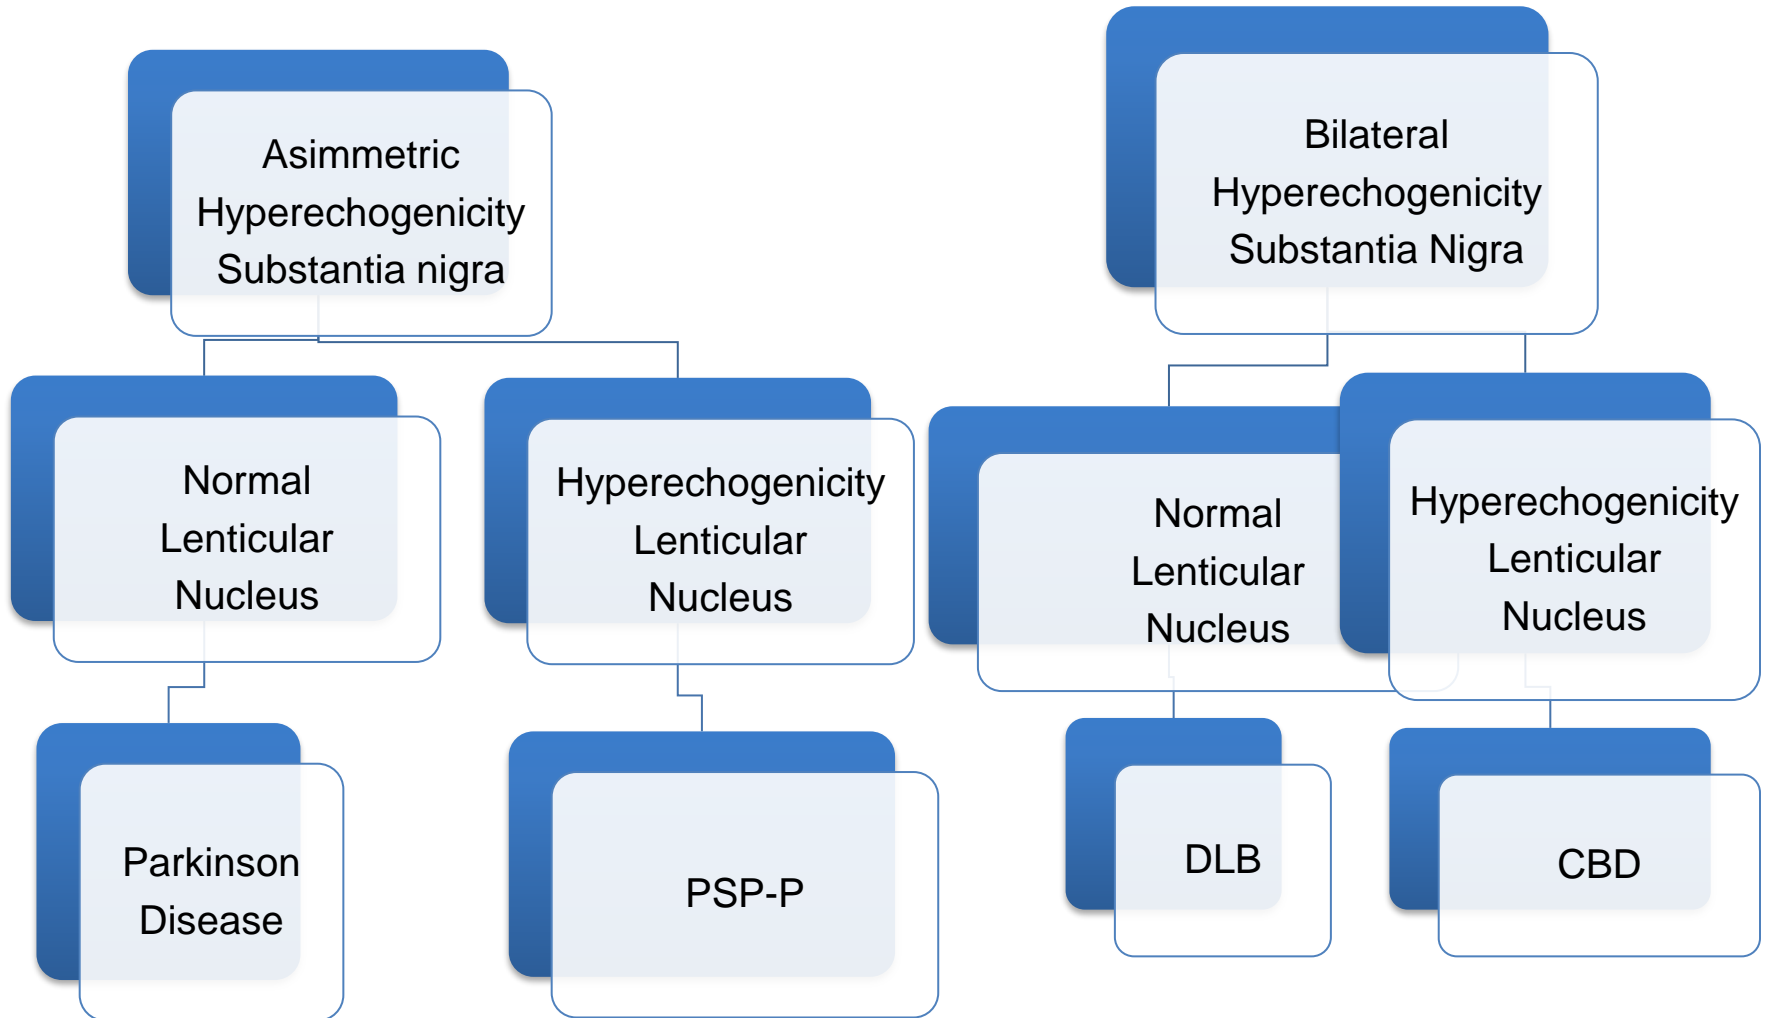 Asimmetric
Hyperechogenicity
Substantia nigra
Bilateral
Hyperechogenicity
Substantia Nigra
Normal
Lenticular
Nucleus
Hyperechogenicity
Lenticular
Nucleus
Normal
Lenticular
Nucleus
Hyperechogenicity
Lenticular
Nucleus
Parkinson
Disease
PSP-P
DLB
CBD